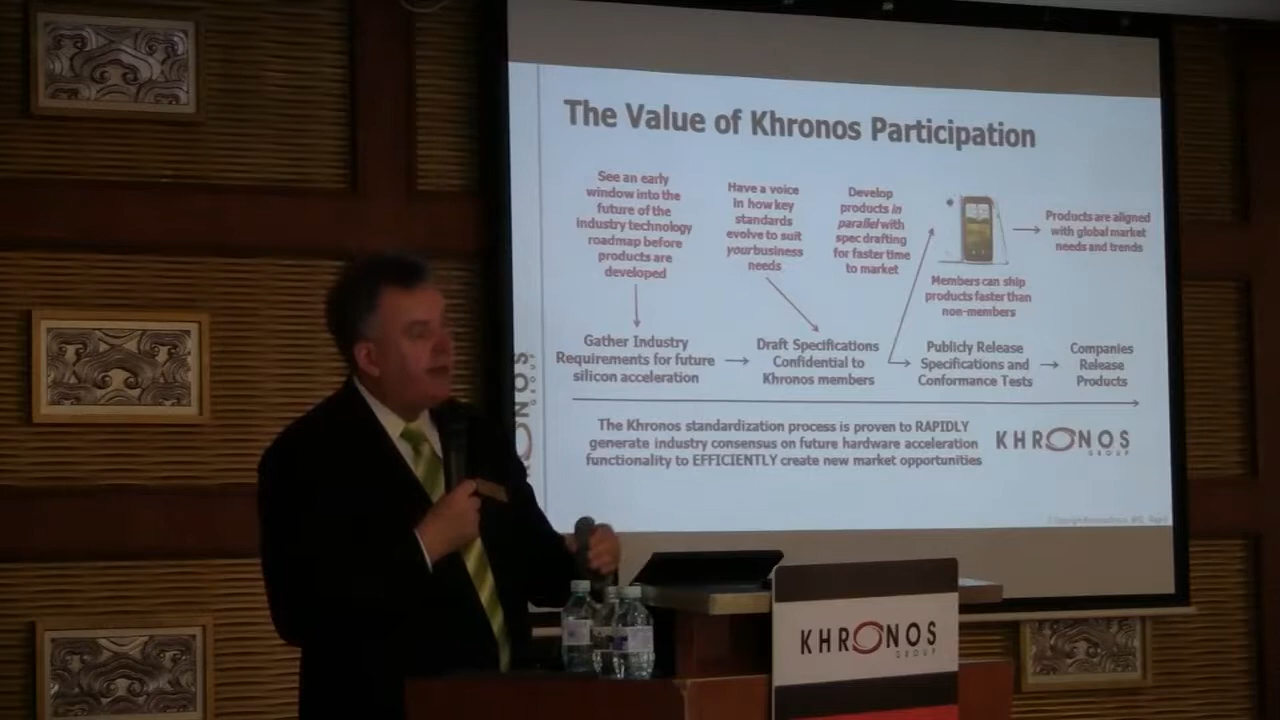 The Value of Khronos Participation
See an early
window into the
future of the
industry technology
roadmap before
products are
developed
Have a voice
in how key
standards
evolve to suit
your business
needs
Develop
products in
parallel with
spec drafting
for faster time
to market
Members can ship
products faster than
non-members
Products are aligned
with global market
needs and trends
Gather Industry
Requirements for future
silicon acceleration
Draft Specifications
Confidential to
Khronos members
Publicly Release
Specifications and
Conformance Tests
Companies
Release
Products
The Khronos standardization process is proven to RAPIDLY
generate industry consensus on future hardware acceleration
functionality to EFFICIENTLY create new market opportunities
KHRONOS
GROUP
KHRONOS
GROUP